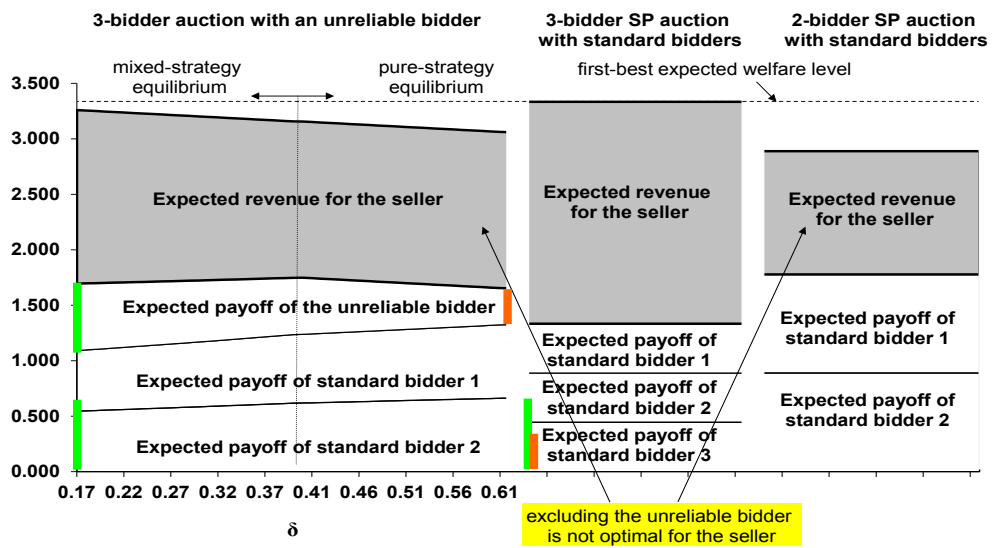 3-bidder auction with an unreliable bidder
3-bidder SP auction
with standard bidders
2-bidder SP auction
with standard bidders
mixed-strategy
equilibrium
pure-strategy
equilibrium
first-best expected welfare level
3.500
3.000
2.500
2.000
1.500
1.000
0.500
0.000
Expected revenue for the seller
Expected payoff of the unreliable bidder
Expected payoff of standard bidder 1
Expected payoff of standard bidder 2
Expected revenue
for the seller
Expected payoff of
standard bidder 1
Expected payoff of
standard bidder 2
Expected payoff of
standard bidder 3
Expected revenue
for the seller
Expected payoff of
standard bidder 1
Expected payoff of
standard bidder 2
0.17 0.22 0.27 0.32 0.37 0.41 0.46 0.51 0.56 0.61
δ
excluding the unreliable bidder
is not optimal for the seller